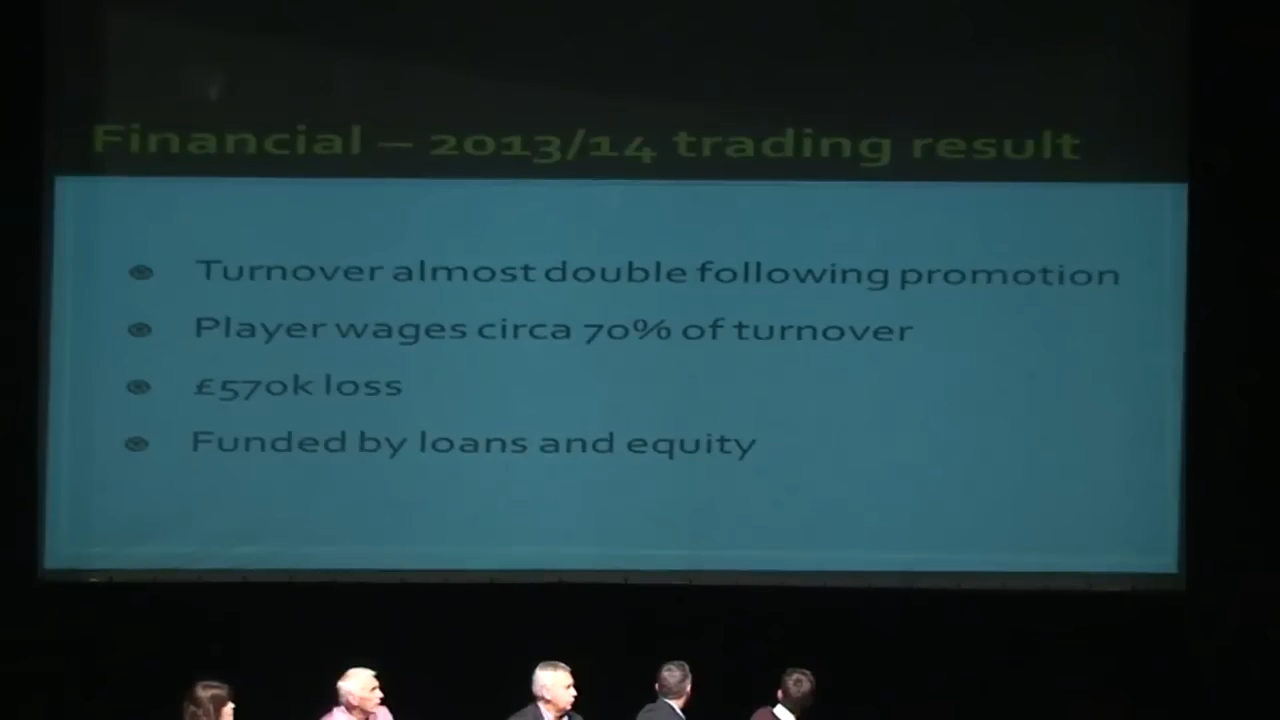 Financial – 2013/14 trading result
Turnover almost double following promotion
Player wages circa 70% of turnover
£570k loss
Funded by loans and equity